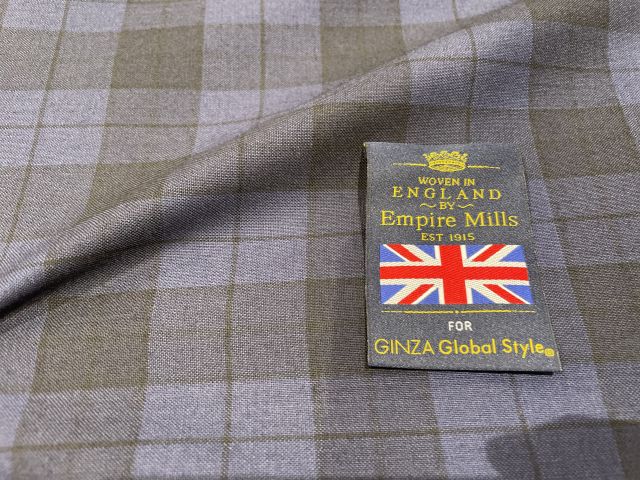 WOVEN IN
ENGLAND
~BY~
Empire Mills
EST 1915
FOR
GINZA Global Style®